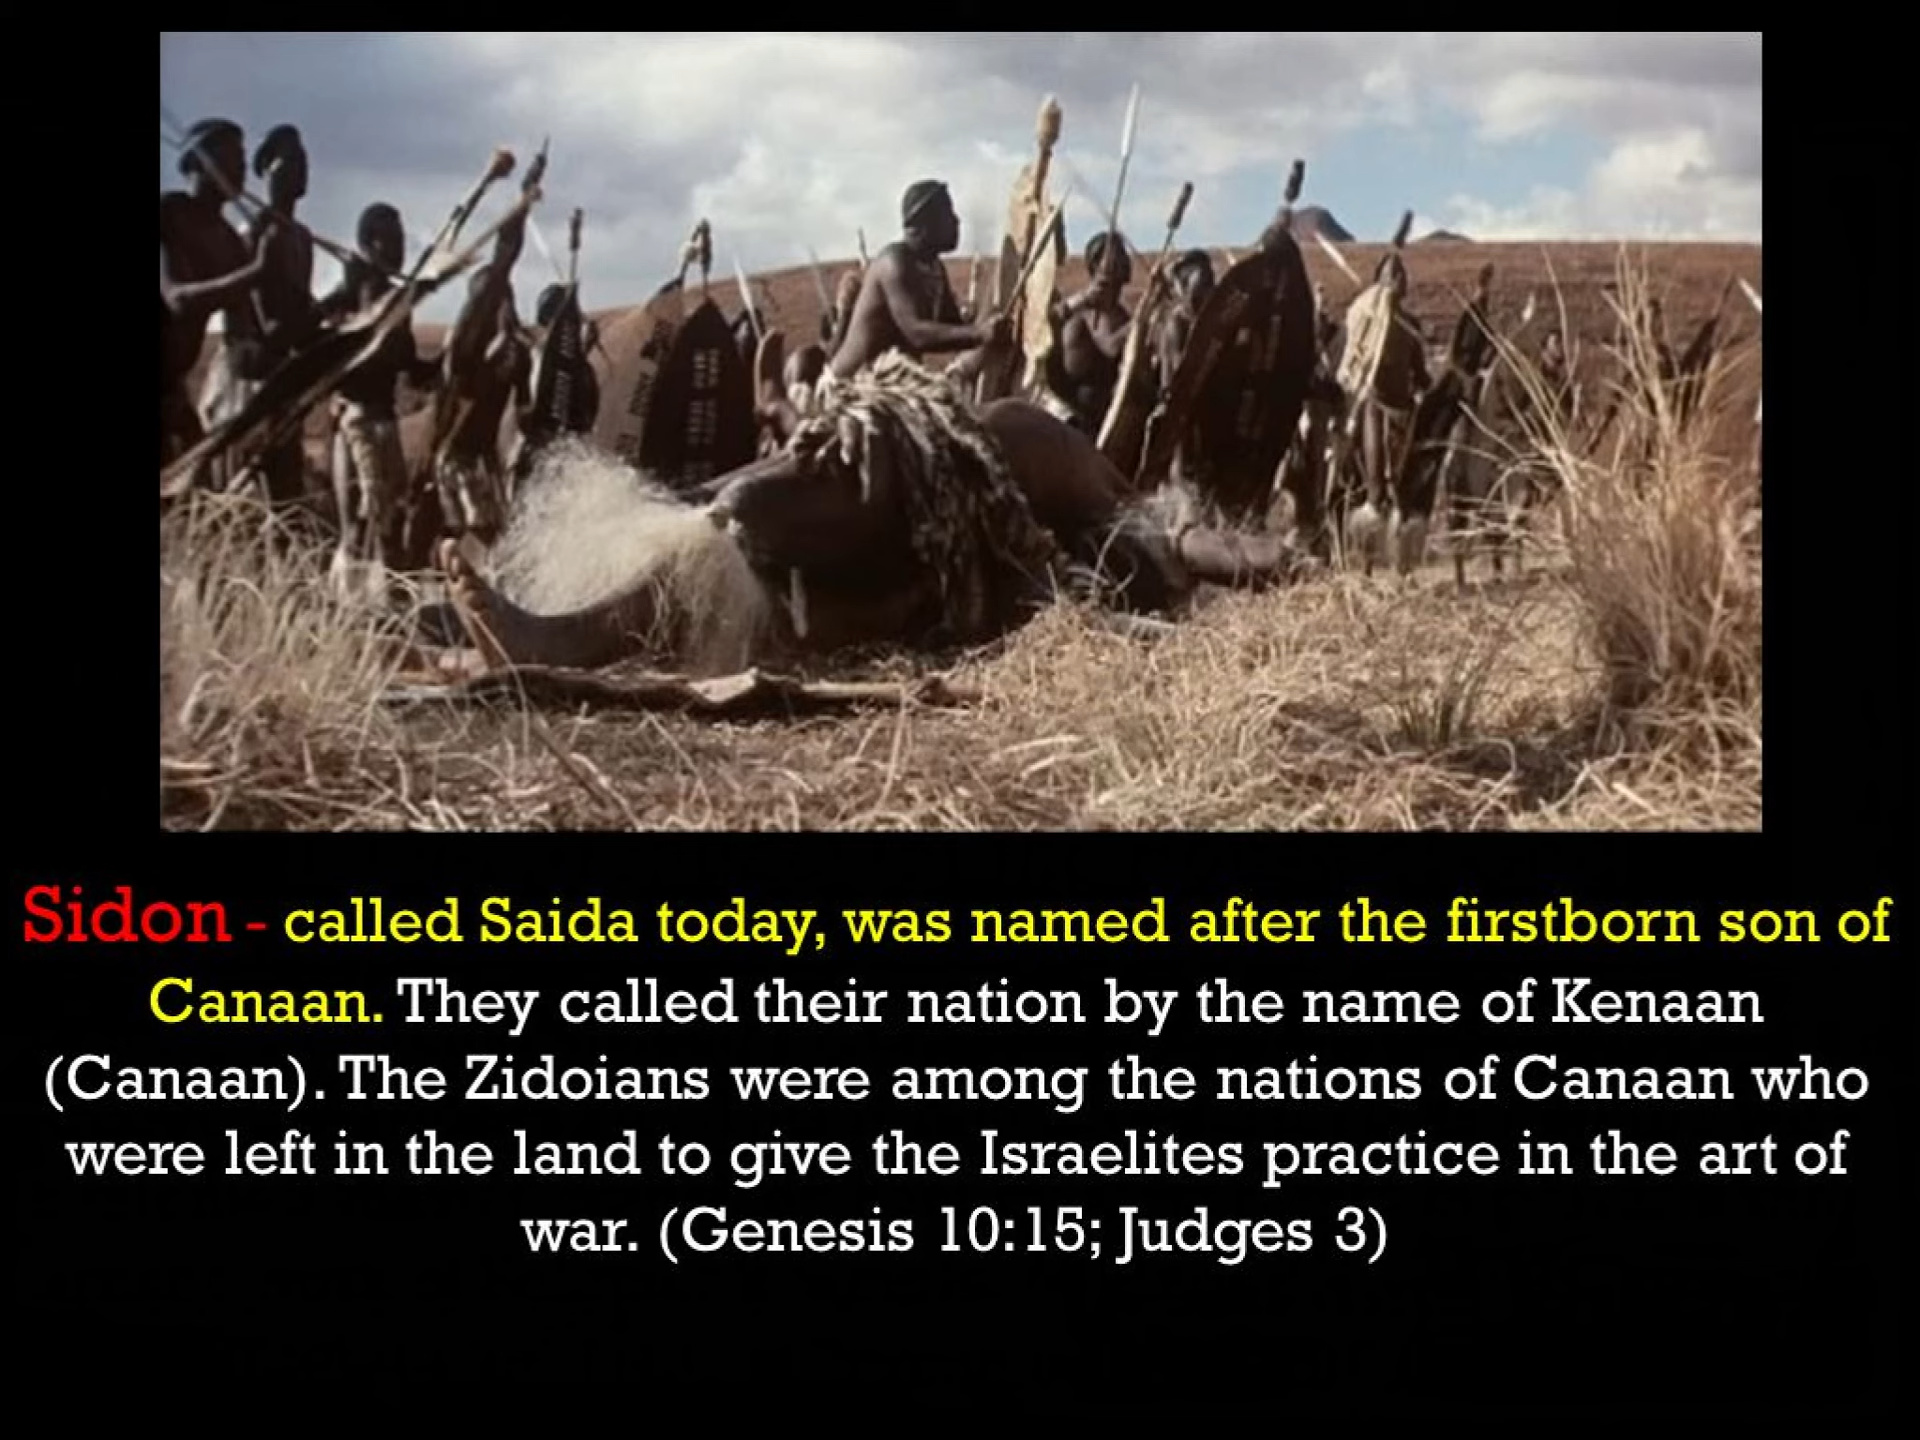 Sidon - called Saida today, was named after the firstborn son of
Canaan. They called their nation by the name of Kenaan
(Canaan). The Zidoians were among the nations of Canaan who
were left in the land to give the Israelites practice in the art of
war. (Genesis 10:15; Judges 3)